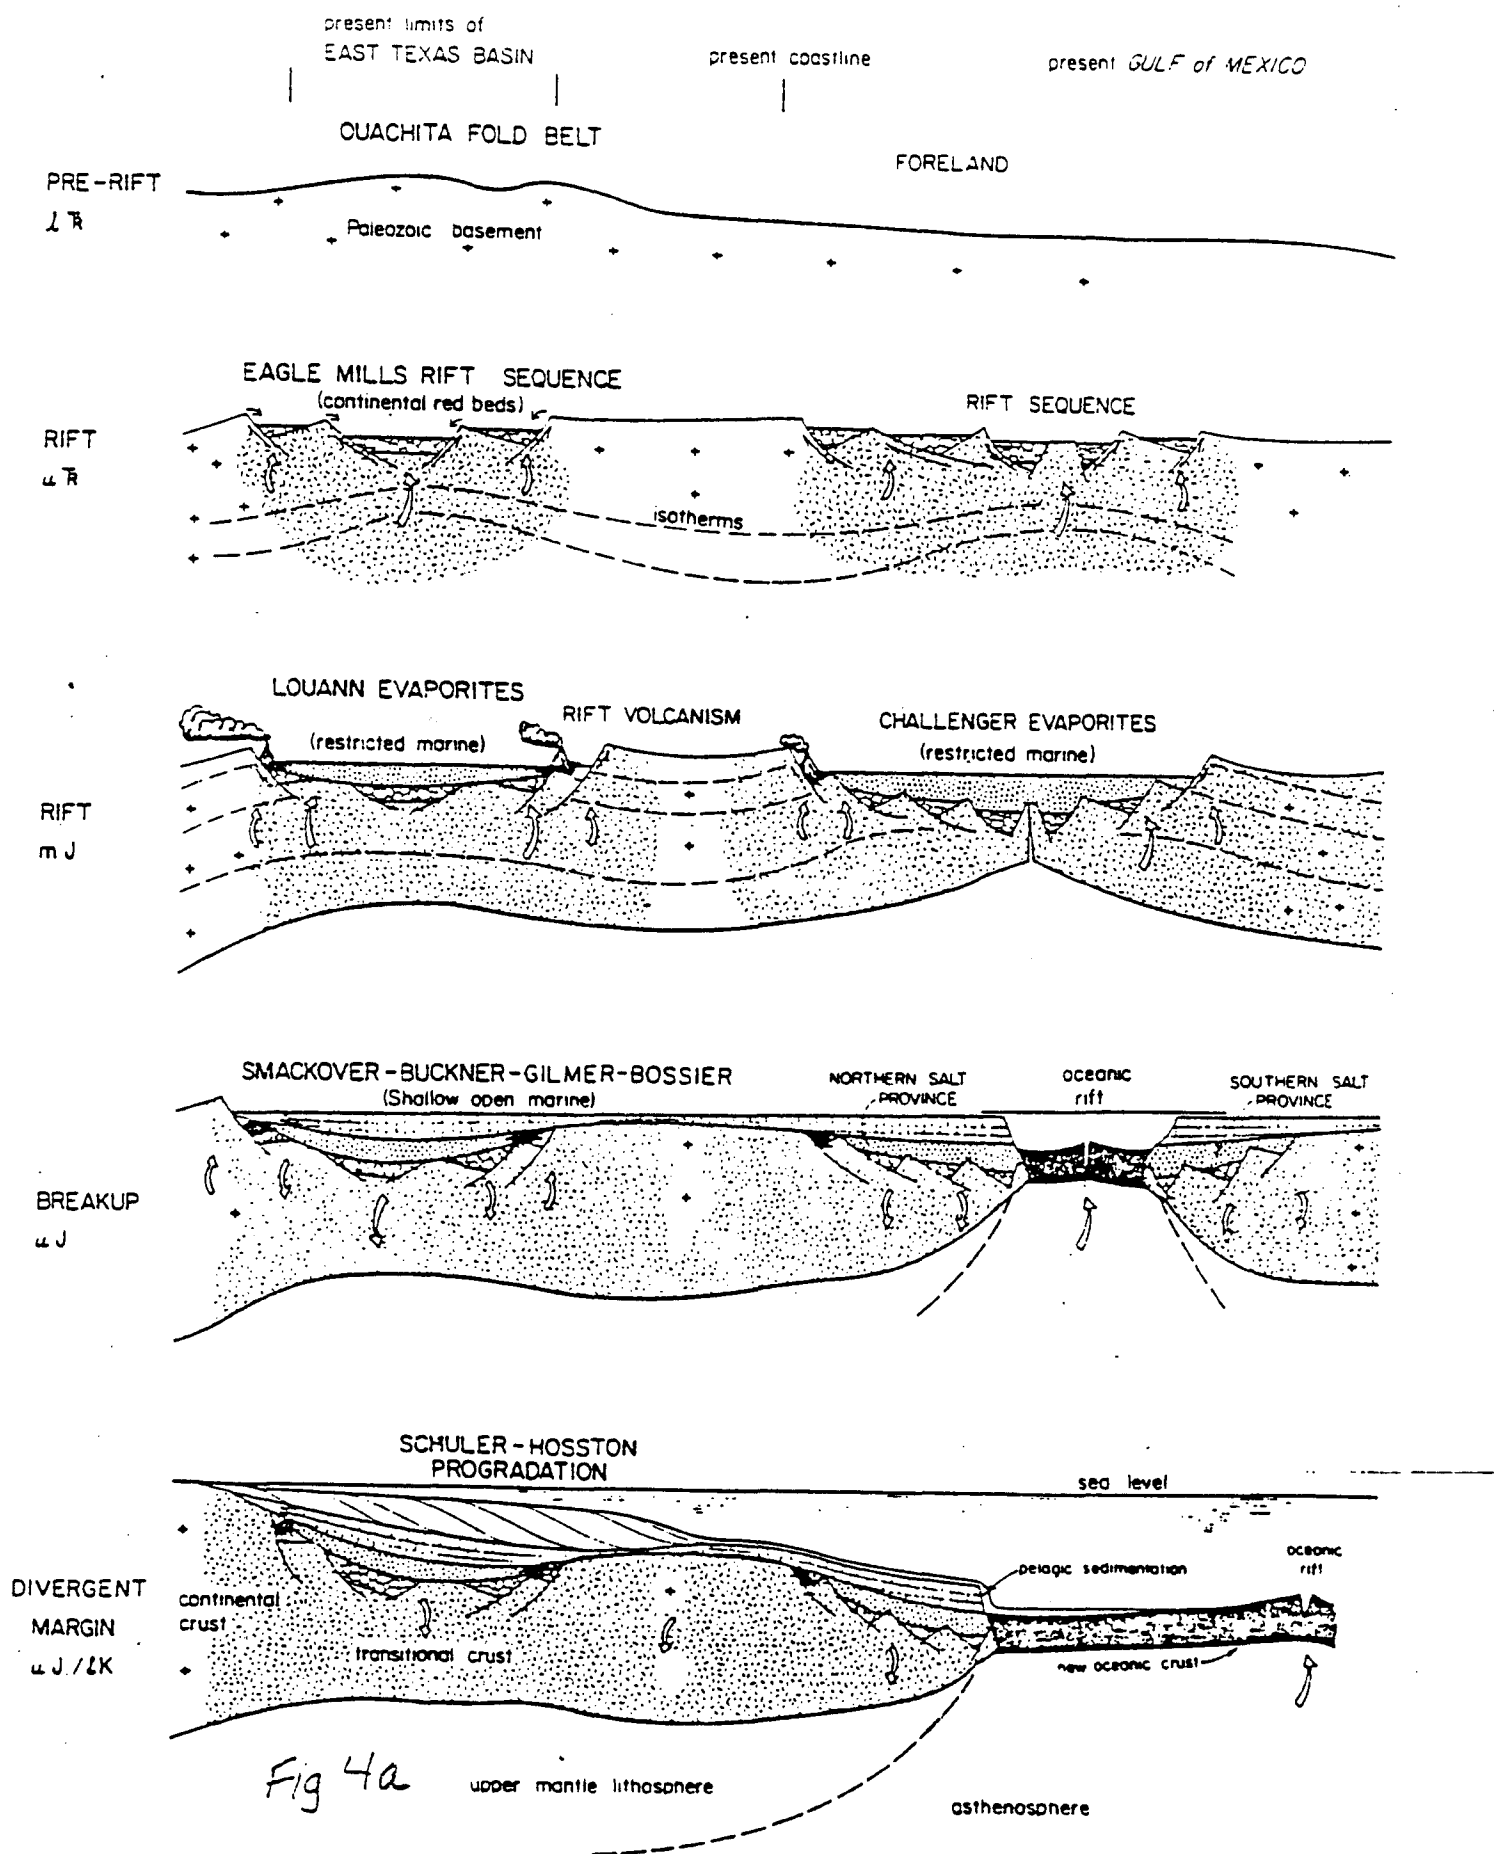 present limits of
EAST TEXAS BASIN
present coastline
present GULF of MEXICO
OUACHITA FOLD BELT
FORELAND
PRE-RIFT
l Ꞃ
Paleozoic basement
EAGLE MILLS RIFT SEQUENCE
(continental red beds)
RIFT SEQUENCE
RIFT
u Ꞃ
isotherms
LOUANN EVAPORITES
(restricted marine)
RIFT VOLCANISM
CHALLENGER EVAPORITES
(restricted marine)
RIFT
m J
SMACKOVER-BUCKNER-GILMER-BOSSIER
(Shallow open marine)
NORTHERN SALT
PROVINCE
oceanic
rift
SOUTHERN SALT
PROVINCE
BREAKUP
u J
SCHULER-HOSSTON
PROGRADATION
sea level
pelagic sedimentation
oceanic
rift
DIVERGENT
MARGIN
u J/lK
continental
crust
transitional crust
new oceanic crust
Fig 4a
upper mantle lithosphere
asthenosphere